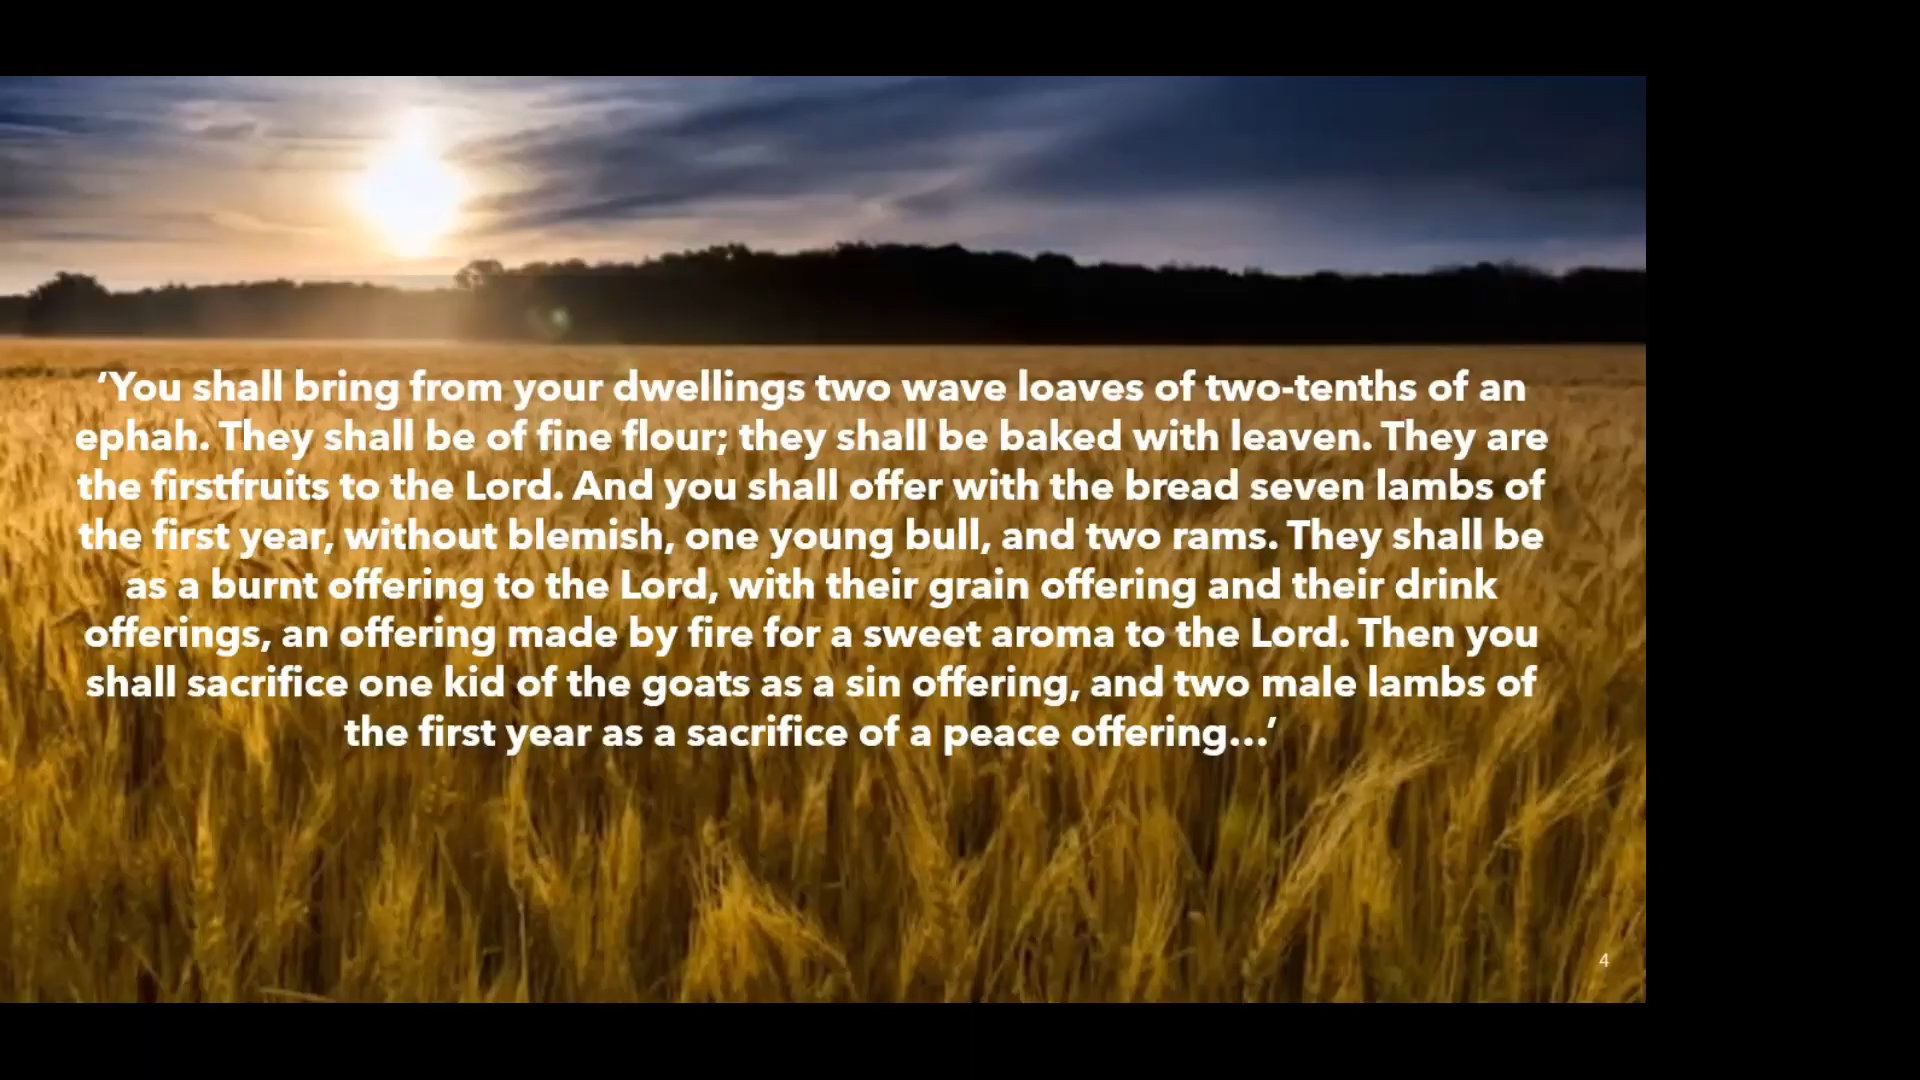 ‘You shall bring from your dwellings two wave loaves of two-tenths of an
ephah. They shall be of fine flour; they shall be baked with leaven. They are
the firstfruits to the Lord. And you shall offer with the bread seven lambs of
the first year, without blemish, one young bull, and two rams. They shall be
as a burnt offering to the Lord, with their grain offering and their drink
offerings, an offering made by fire for a sweet aroma to the Lord. Then you
shall sacrifice one kid of the goats as a sin offering, and two male lambs of
the first year as a sacrifice of a peace offering…’
4